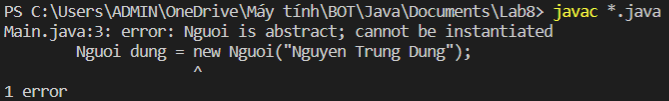 PS C:\Users\ADMIN\OneDrive\Máy tính\BOT\Java\Documents\Lab8> javac *.java
Main.java:3: error: Nguoi is abstract; cannot be instantiated
        Nguoi dung = new Nguoi("Nguyen Trung Dung");
                     ^
1 error